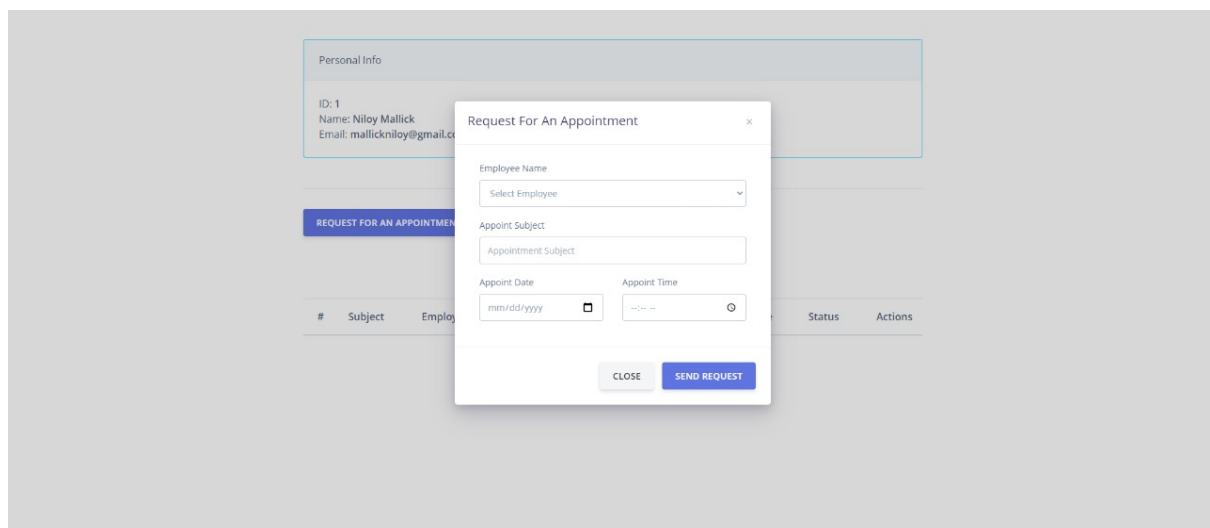 Personal Info
ID: 1
Name: Niloy Mallick
Email: mallickniloy@gmail.c
Request For An Appointment ×
Employee Name
Select Employee
REQUEST FOR AN APPOINTMEN
Appoint Subject
Appointment Subject
Appoint Date Appoint Time
mm/dd/yyyy --:-- --
# Subject Employ Status Actions
CLOSE SEND REQUEST